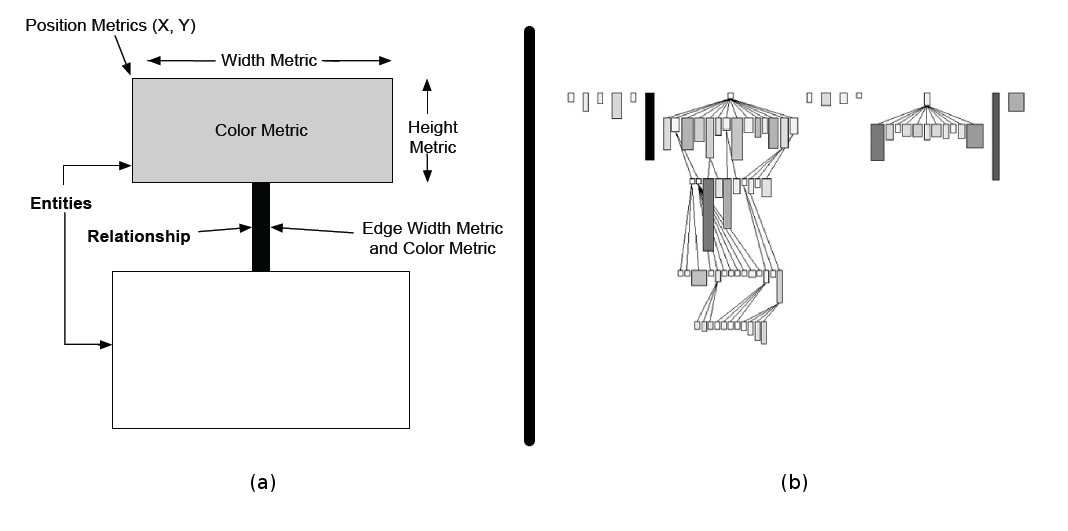 Position Metrics (X, Y)
Width Metric
Color Metric
Height
Metric
Entities
Relationship
Edge Width Metric
and Color Metric
(a)
(b)